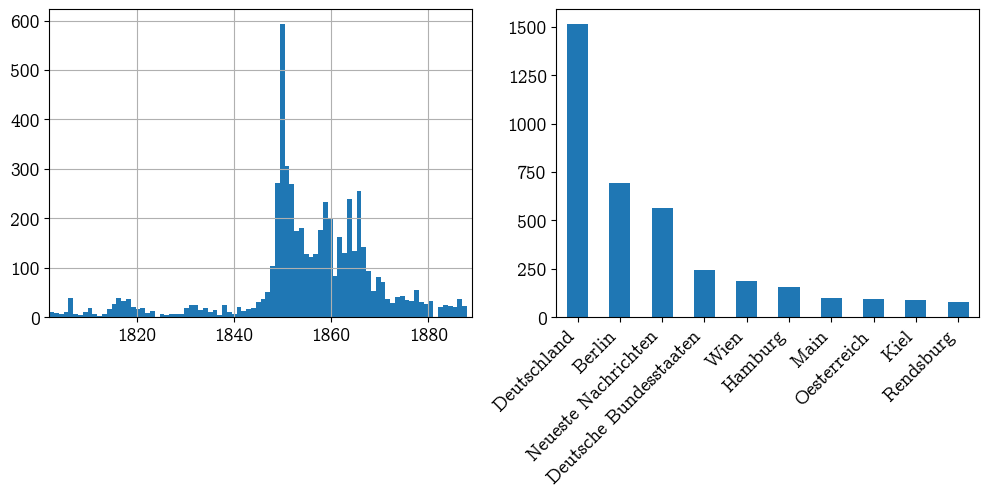 600
500
400
300
200
100
0
1820 1840 1860 1880
1500
1250
1000
750
500
250
0
Deutschland
Berlin
Neueste Nachrichten
Deutsche Bundesstaaten
Wien
Hamburg
Main
Oesterreich
Kiel
Rendsburg